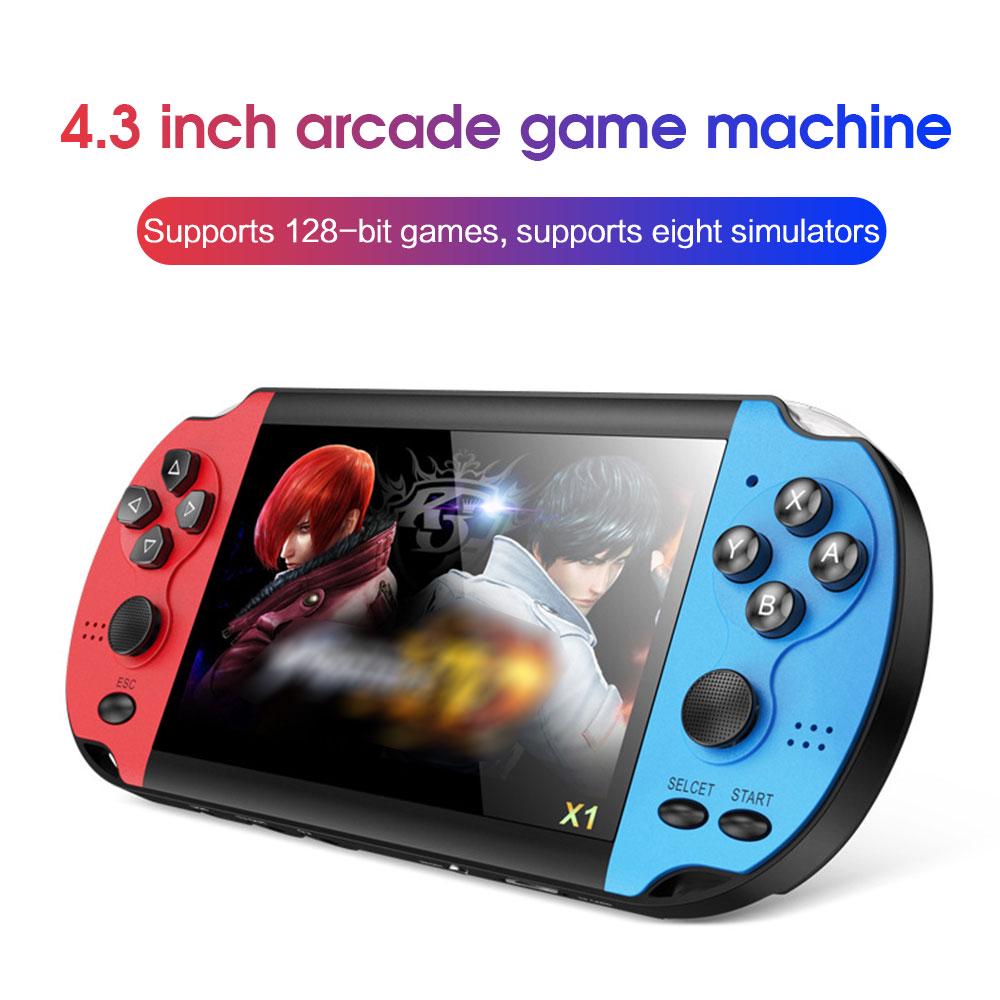 4.3 inch arcade game machine
Supports 128-bit games, supports eight simulators
X
Y
A
B
ESC
SELCET
START
X1